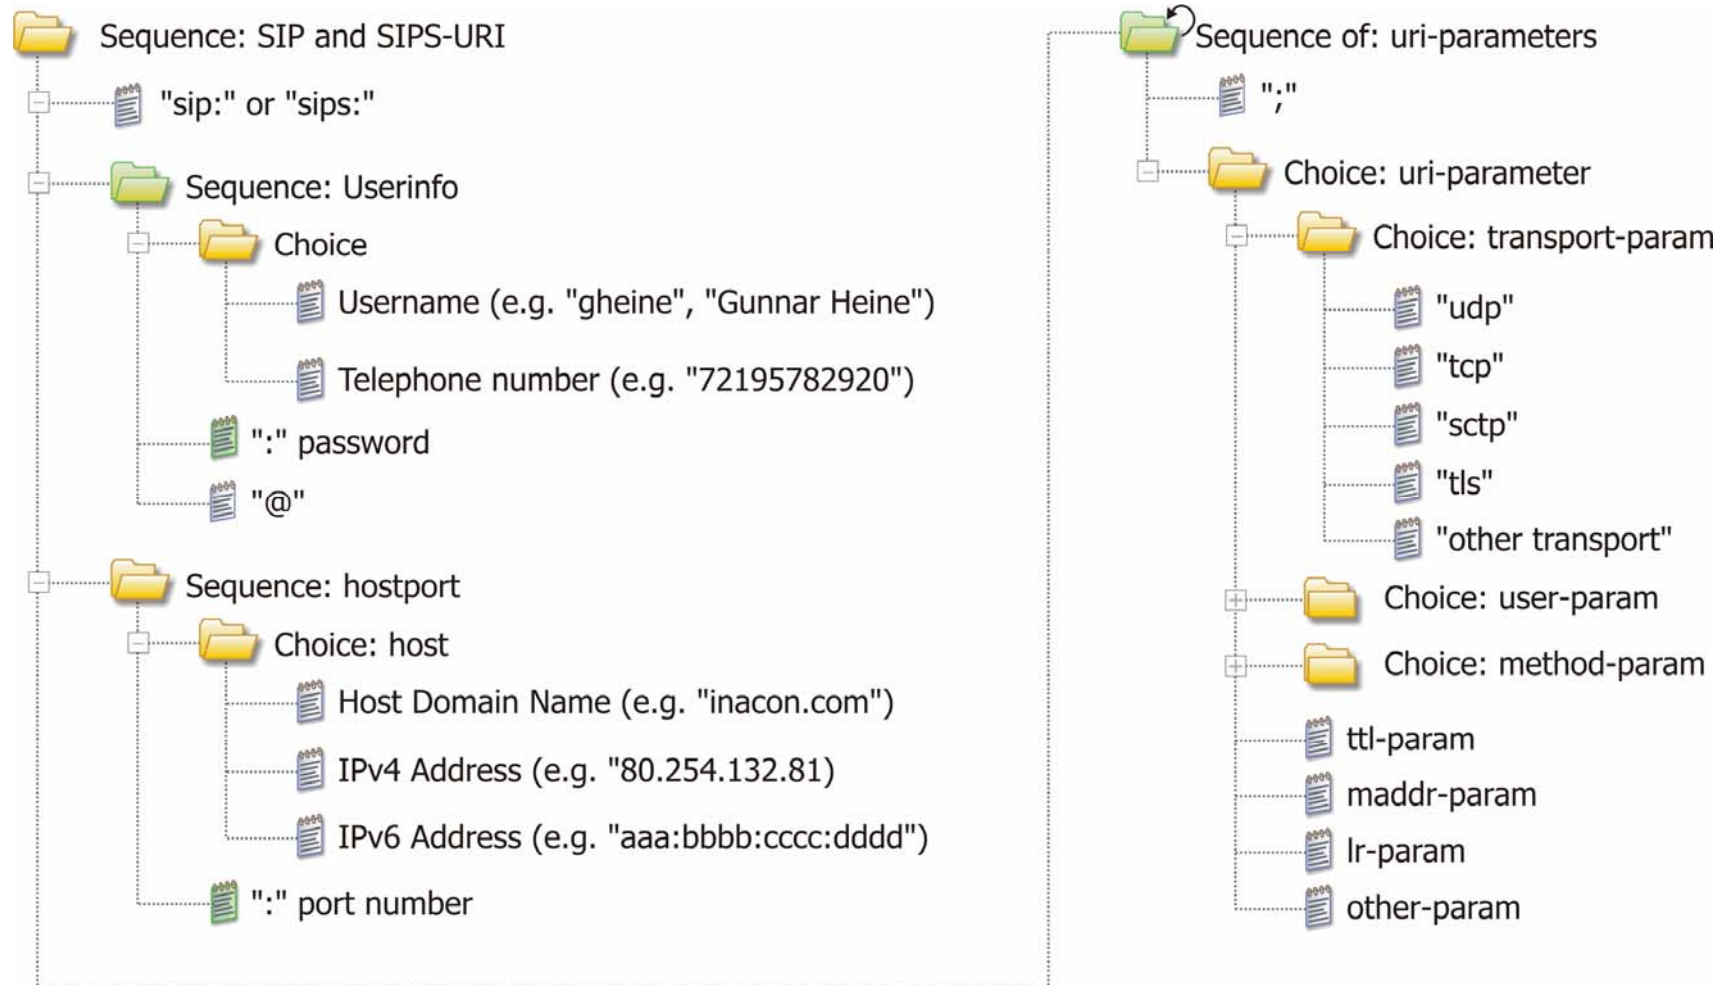 Sequence: SIP and SIPS-URI
"sip:" or "sips:"
Sequence: Userinfo
Choice
Username (e.g. "gheine", "Gunnar Heine")
Telephone number (e.g. "72195782920")
":" password
"@"
Sequence: hostport
Choice: host
Host Domain Name (e.g. "inacon.com")
IPv4 Address (e.g. "80.254.132.81)
IPv6 Address (e.g. "aaa:bbbb:cccc:dddd")
":" port number
Sequence of: uri-parameters
";"
Choice: uri-parameter
Choice: transport-param
"udp"
"tcp"
"sctp"
"tls"
"other transport"
Choice: user-param
Choice: method-param
ttl-param
maddr-param
lr-param
other-param